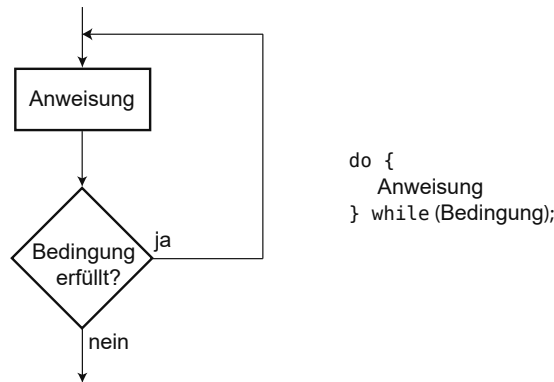 Anweisung
Bedingung
erfüllt?
ja
nein
do {
Anweisung
} while (Bedingung);